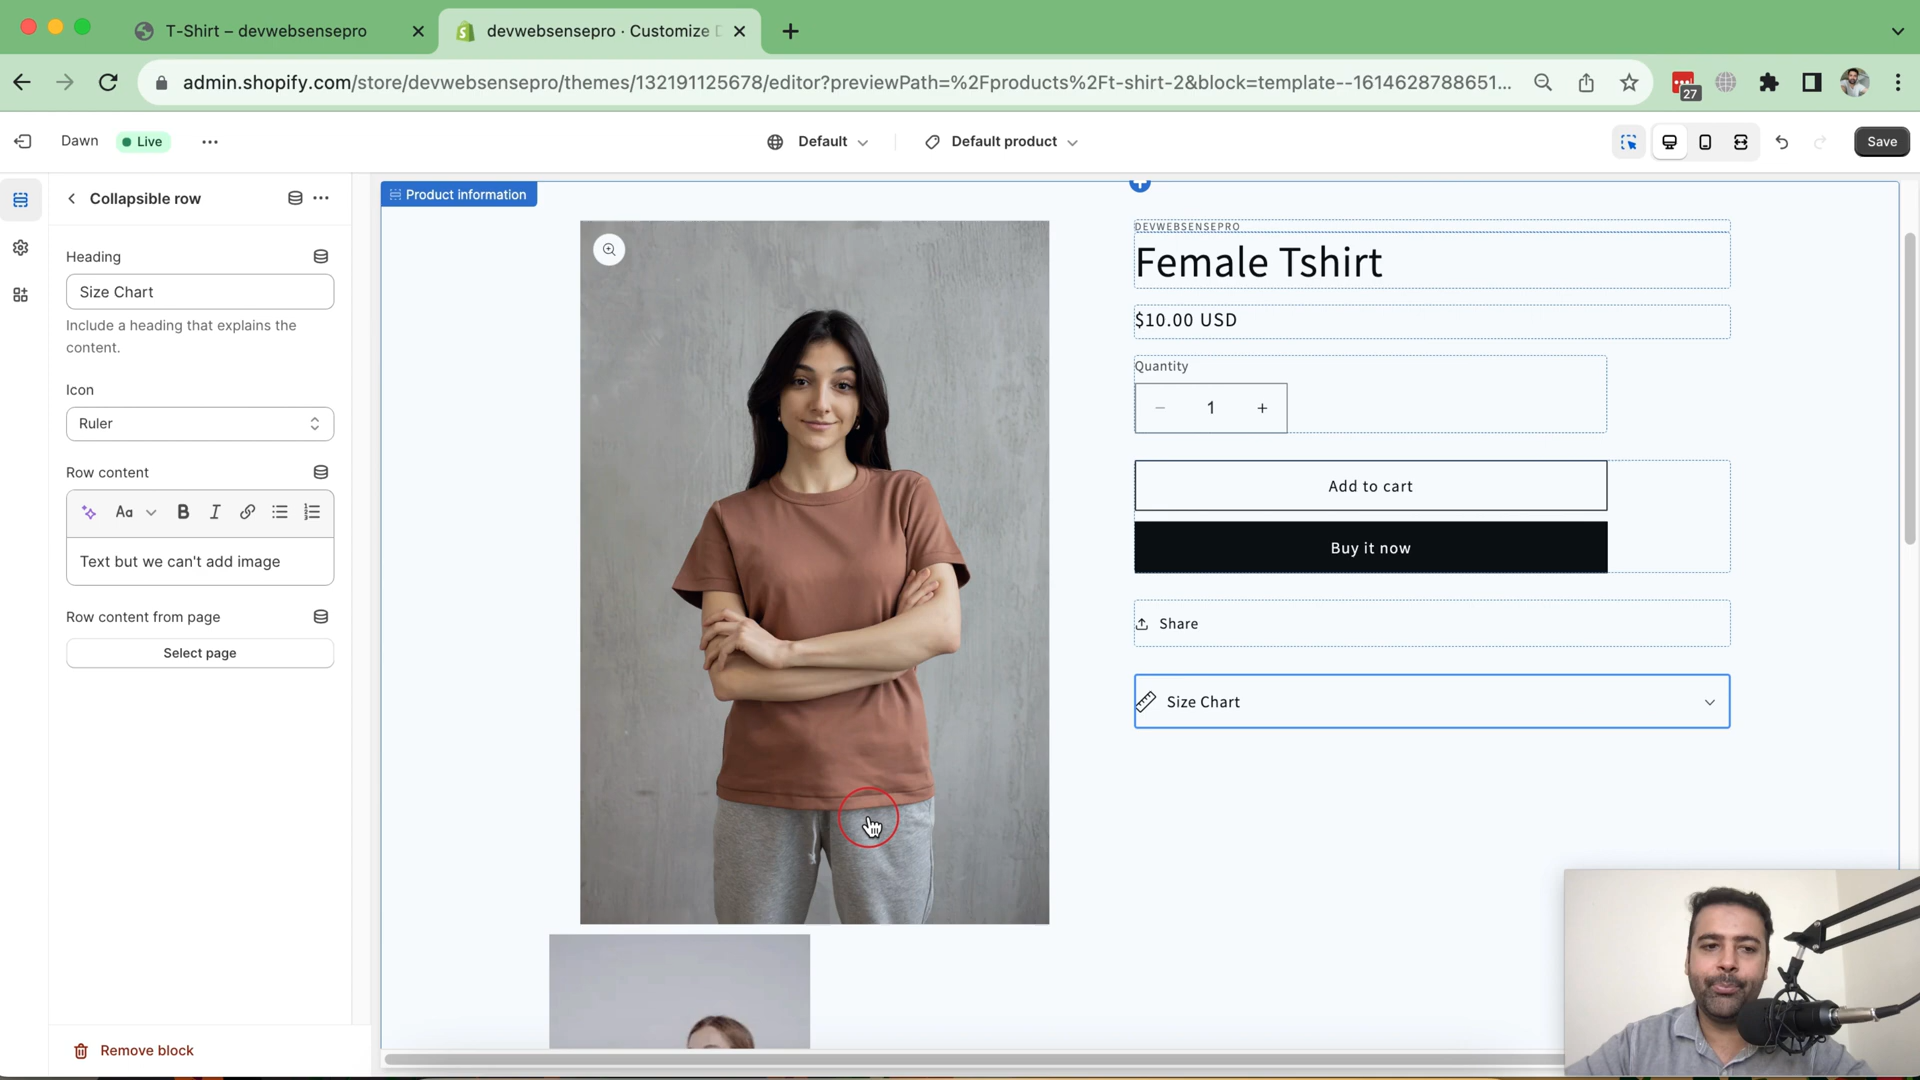 T-Shirt – devwebsensepro
devwebsensepro · Customize D
admin.shopify.com/store/devwebsensepro/themes/132191125678/editor?previewPath=%2Fproducts%2Ft-shirt-2&block=template--1614628788651...
27
Dawn
Live
Default
Default product
Save
Collapsible row
Product information
Heading
Size Chart
Include a heading that explains the
content.
Icon
Ruler
Row content
Aa
B
I
Text but we can't add image
Row content from page
Select page
Remove block
DEVWEBSENSEPRO
Female Tshirt
$10.00 USD
Quantity
− 1 +
Add to cart
Buy it now
Share
Size Chart